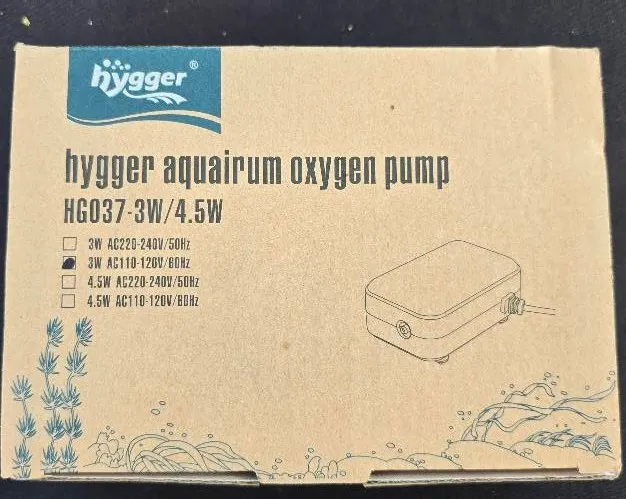 hygger®
hygger aquairum oxygen pump
HG037-3W/4.5W
3W AC220-240V/50Hz
3W AC110-120V/60Hz
4.5W AC220-240V/50Hz
4.5W AC110-120V/60Hz